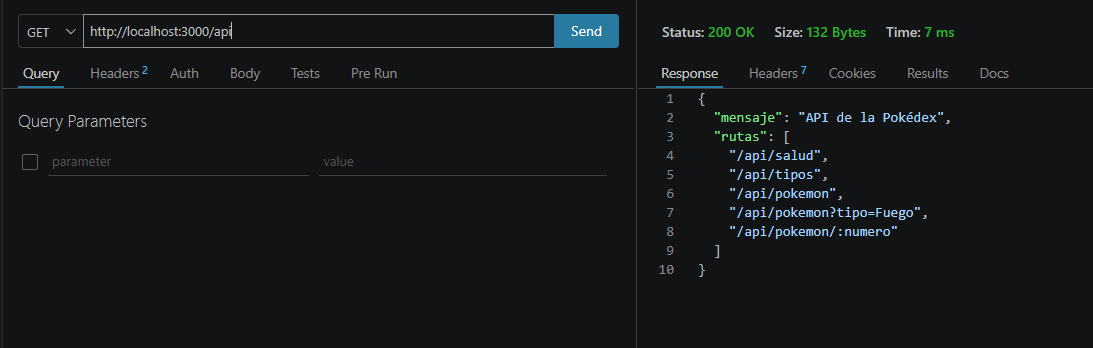 GET http://localhost:3000/api Send
Query Headers 2 Auth Body Tests Pre Run
Query Parameters
parameter value
Status: 200 OK Size: 132 Bytes Time: 7 ms
Response Headers 7 Cookies Results Docs
1 {
2 "mensaje": "API de la Pokédex",
3 "rutas": [
4 "/api/salud",
5 "/api/tipos",
6 "/api/pokemon",
7 "/api/pokemon?tipo=Fuego",
8 "/api/pokemon/:numero"
9 ]
10 }